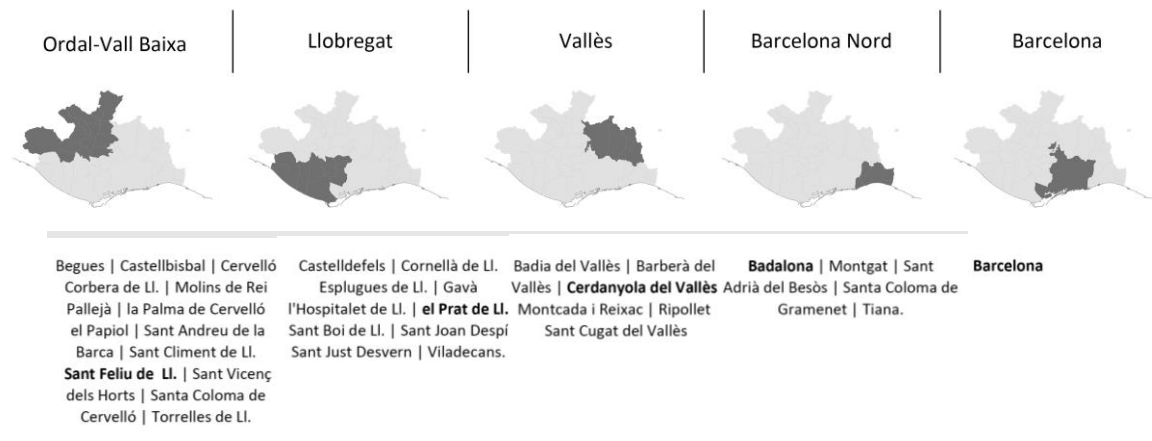 Ordal-Vall Baixa
Llobregat
Vallès
Barcelona Nord
Barcelona
Begues | Castellbisbal | Cervelló
Corbera de Ll. | Molins de Rei
Pallejà | la Palma de Cervelló
el Papiol | Sant Andreu de la
Barca | Sant Climent de Ll.
Sant Feliu de Ll. | Sant Vicenç
dels Horts | Santa Coloma de
Cervelló | Torrelles de Ll.
Castelldefels | Cornellà de Ll.
Esplugues de Ll. | Gavà
l'Hospitalet de Ll. | el Prat de Ll.
Sant Boi de Ll. | Sant Joan Despí
Sant Just Desvern | Viladecans.
Badia del Vallès | Barberà del
Vallès | Cerdanyola del Vallès
Montcada i Reixac | Ripollet
Sant Cugat del Vallès
Badalona | Montgat | Sant
Adrià del Besòs | Santa Coloma de
Gramenet | Tiana.
Barcelona